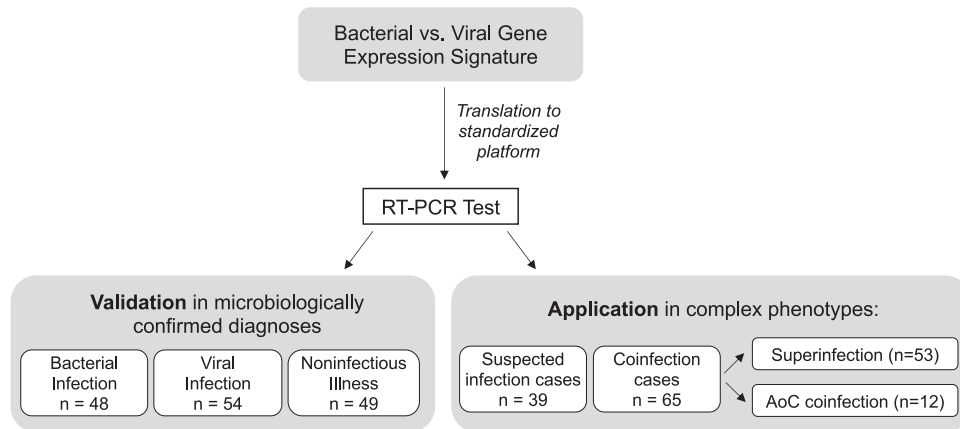 Bacterial vs. Viral Gene
Expression Signature
Translation to
standardized
platform
RT-PCR Test
Validation in microbiologically
confirmed diagnoses
Bacterial
Infection
n = 48
Viral
Infection
n = 54
Noninfectious
Illness
n = 49
Application in complex phenotypes:
Suspected
infection cases
n = 39
Coinfection
cases
n = 65
Superinfection (n=53)
AoC coinfection (n=12)